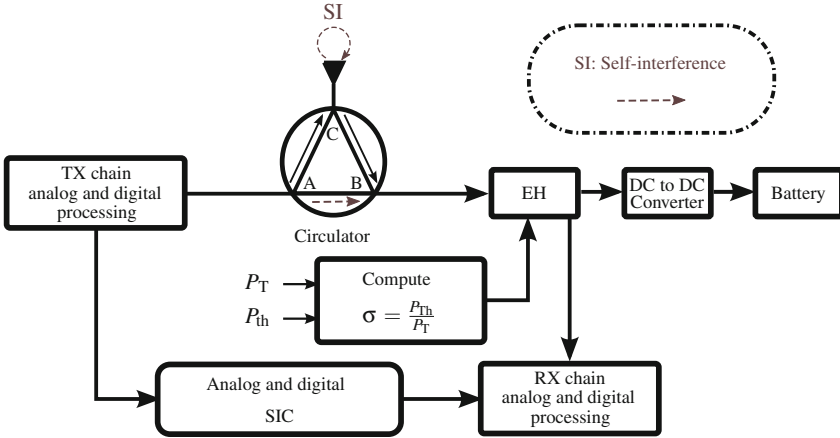 SI
SI: Self-interference
C
A
B
TX chain
analog and digital
processing
Circulator
EH
DC to DC
Converter
Battery
P_T
P_th
Compute
σ = P_Th/P_T
Analog and digital
SIC
RX chain
analog and digital
processing